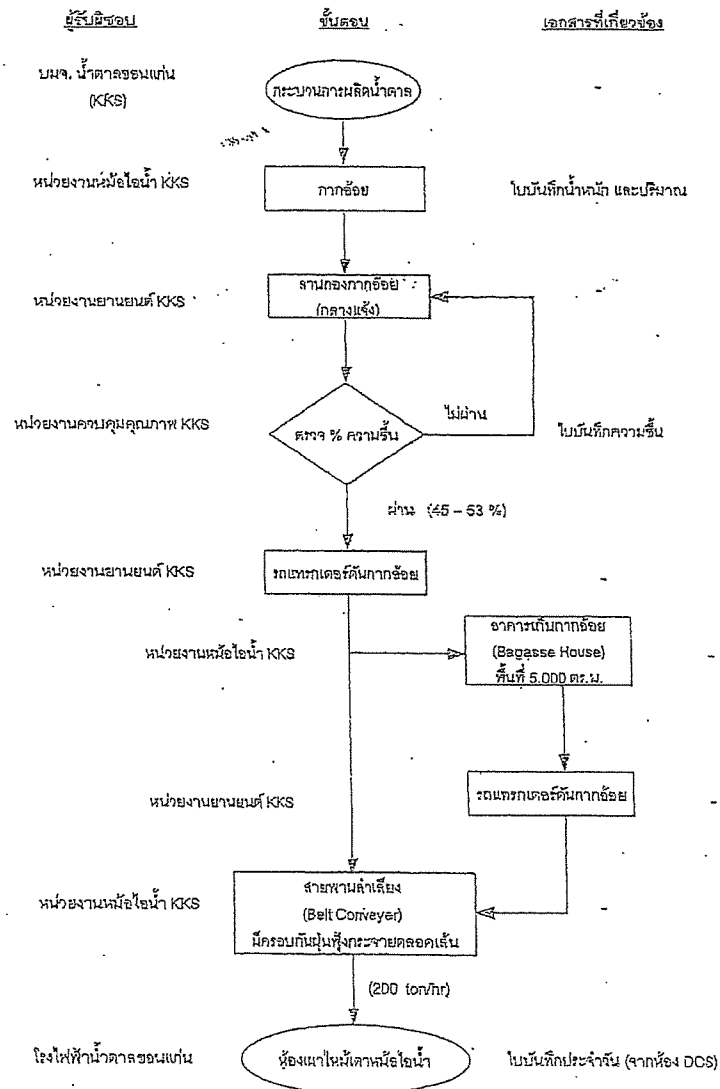 ผู้รับผิชอบ ขั้นตอน เอกสารที่เกี่ยวข้อง
บมจ. น้ำตาลขอนแก่น
(KKS)
กระบวนการผลิตน้ำตาล
-
หน่วยงานหม้อไอน้ำ KKS
กากอ้อย
ใบบันทึกน้ำหนัก และปริมาณ
หน่วยงานยานยนต์ KKS
ลานกองกากอ้อย
(กลางแจ้ง)
-
หน่วยงานควบคุมคุณภาพ KKS
ตรวจ % ความชื้น
ไม่ผ่าน
ใบบันทึกความชื้น
ผ่าน (45 – 53 %)
หน่วยงานยานยนต์ KKS
รถแทรกเตอร์ดันกากอ้อย
-
หน่วยงานหม้อไอน้ำ KKS
อาคารเก็บกากอ้อย
(Bagasse House)
พื้นที่ 5,000 ตร.ม.
-
หน่วยงานยานยนต์ KKS
รถแทรกเตอร์ดันกากอ้อย
-
หน่วยงานหม้อไอน้ำ KKS
สายพานลำเลียง
(Belt Conveyer)
มีครอบกันฝุ่นฟุ้งกระจายตลอดเส้น
-
(200 ton/hr)
โรงไฟฟ้าน้ำตาลขอนแก่น
ห้องเผาไหม้เตาหม้อไอน้ำ
ใบบันทึกประจำวัน (จากห้อง DCS)